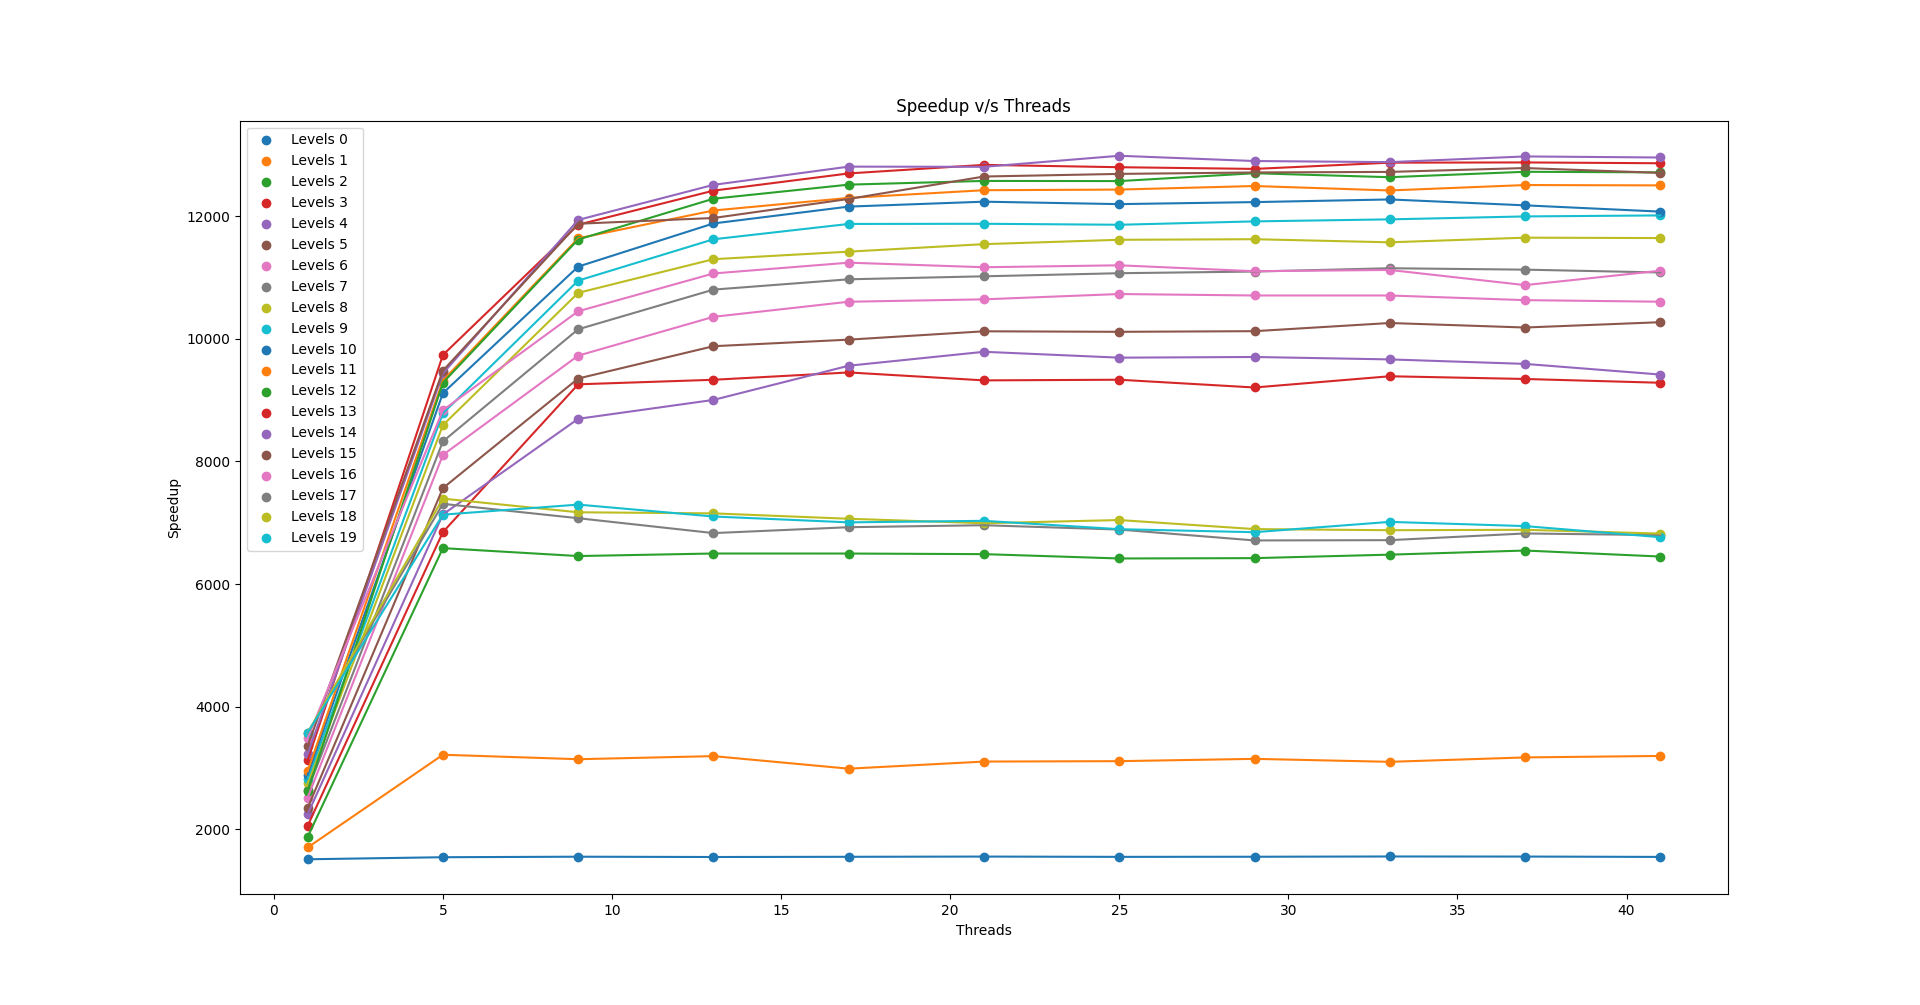 Speedup v/s Threads
Levels 0
Levels 1
Levels 2
Levels 3
Levels 4
Levels 5
Levels 6
Levels 7
Levels 8
Levels 9
Levels 10
Levels 11
Levels 12
Levels 13
Levels 14
Levels 15
Levels 16
Levels 17
Levels 18
Levels 19
Speedup
12000
10000
8000
6000
4000
2000
0 5 10 15 20 25 30 35 40
Threads